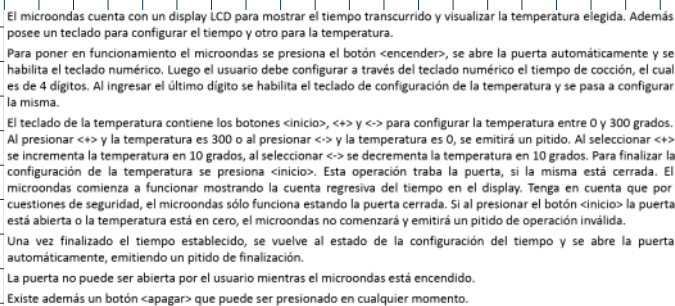 El microondas cuenta con un display LCD para mostrar el tiempo transcurrido y visualizar la temperatura elegida. Además
posee un teclado para configurar el tiempo y otro para la temperatura.
Para poner en funcionamiento el microondas se presiona el botón <encender>, se abre la puerta automáticamente y se
habilita el teclado numérico. Luego el usuario debe configurar a través del teclado numérico el tiempo de cocción, el cual
es de 4 dígitos. Al ingresar el último dígito se habilita el teclado de configuración de la temperatura y se pasa a configurar
la misma.
El teclado de la temperatura contiene los botones <inicio>, <+> y <-> para configurar la temperatura entre 0 y 300 grados.
Al presionar <+> y la temperatura es 300 o al presionar <-> y la temperatura es 0, se emitirá un pitido. Al seleccionar <+>
se incrementa la temperatura en 10 grados, al seleccionar <-> se decrementa la temperatura en 10 grados. Para finalizar la
configuración de la temperatura se presiona <inicio>. Esta operación traba la puerta, si la misma está cerrada. El
microondas comienza a funcionar mostrando la cuenta regresiva del tiempo en el display. Tenga en cuenta que por
cuestiones de seguridad, el microondas sólo funciona estando la puerta cerrada. Si al presionar el botón <inicio> la puerta
está abierta o la temperatura está en cero, el microondas no comenzará y emitirá un pitido de operación inválida.
Una vez finalizado el tiempo establecido, se vuelve al estado de la configuración del tiempo y se abre la puerta
automáticamente, emitiendo un pitido de finalización.
La puerta no puede ser abierta por el usuario mientras el microondas está encendido.
Existe además un botón <apagar> que puede ser presionado en cualquier momento.